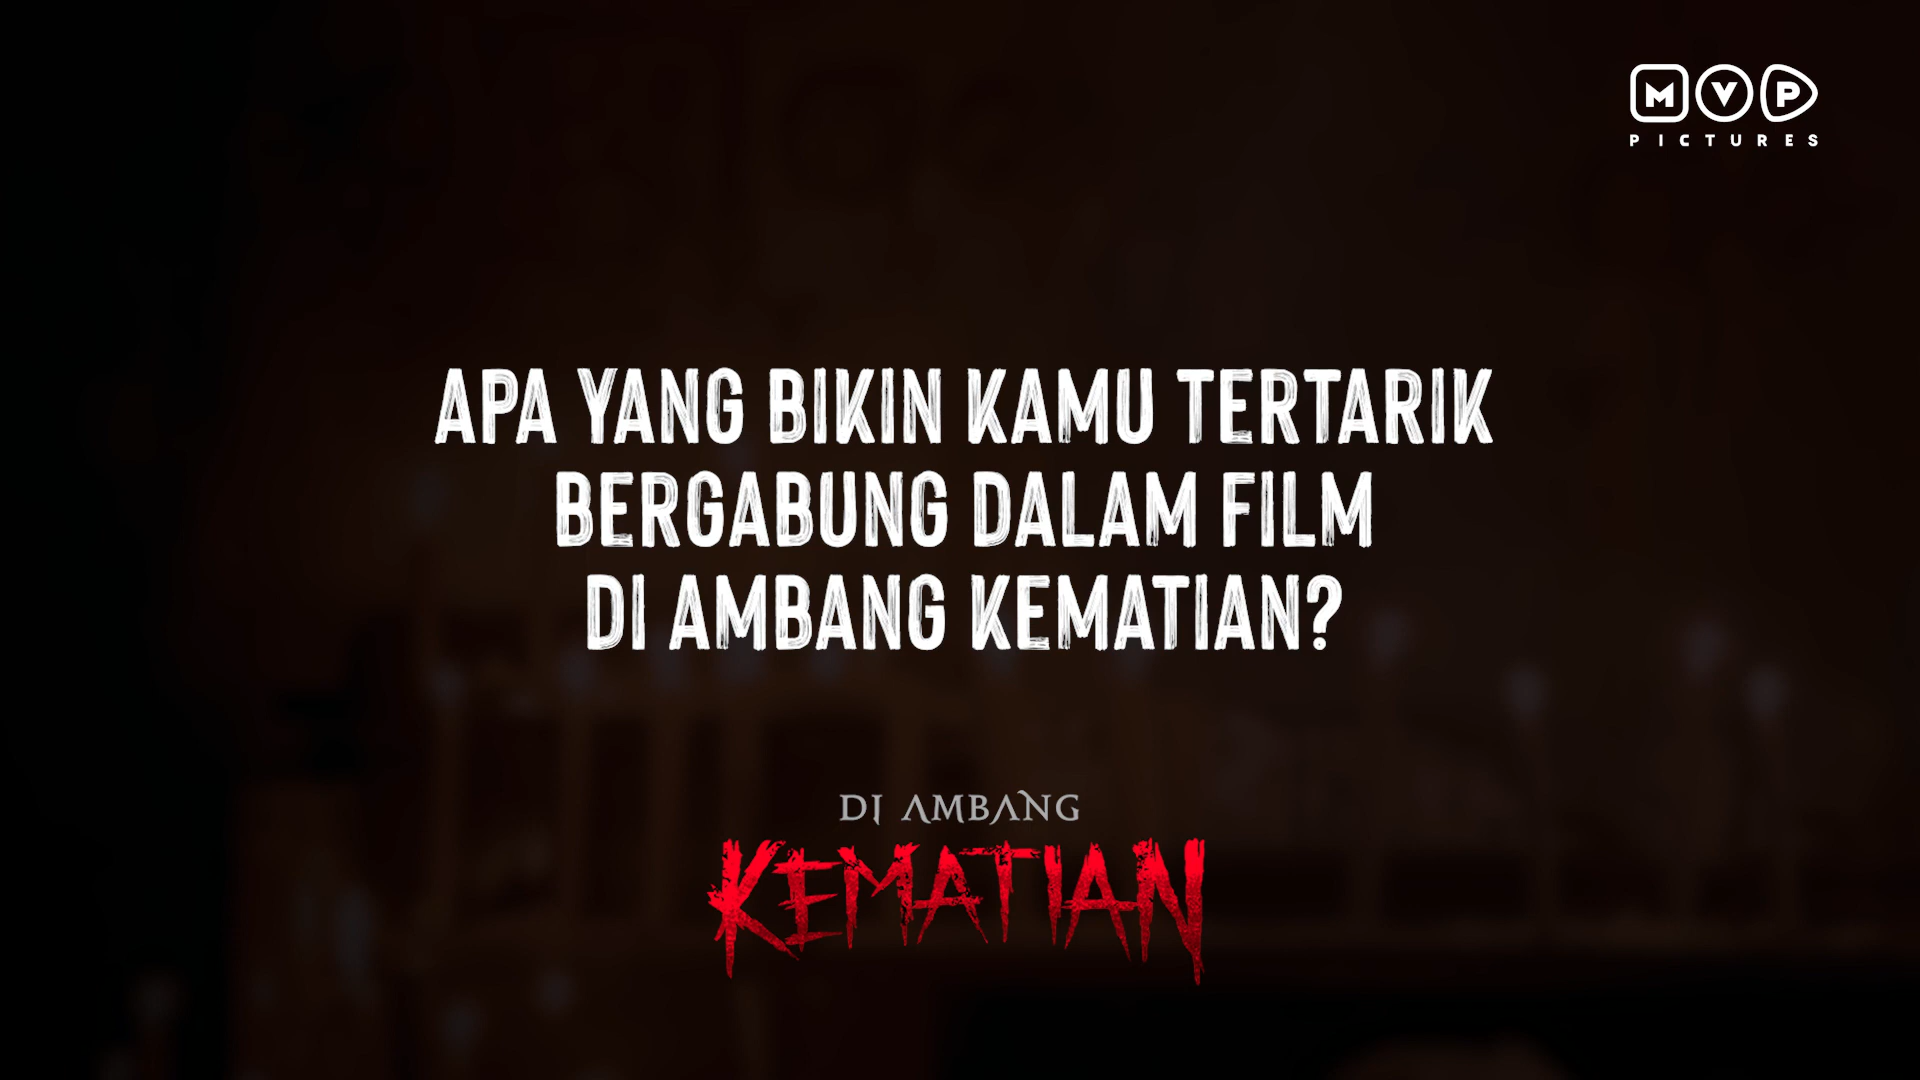 MVP
PICTURES
APA YANG BIKIN KAMU TERTARIK
BERGABUNG DALAM FILM
DI AMBANG KEMATIAN?
DI AMBANG
KEMATIAN